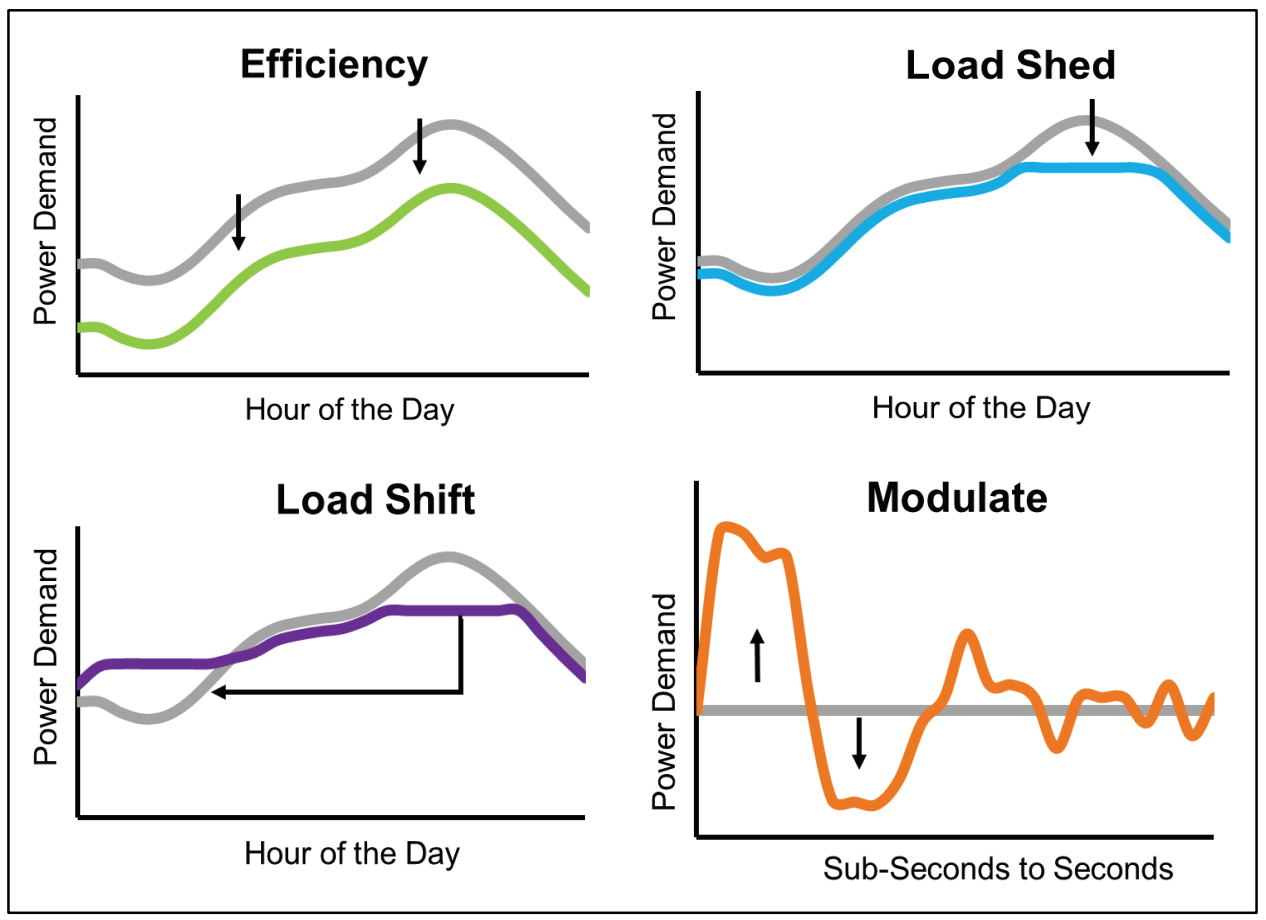 Efficiency
Power Demand
Hour of the Day
Load Shed
Power Demand
Hour of the Day
Load Shift
Power Demand
Hour of the Day
Modulate
Power Demand
Sub-Seconds to Seconds